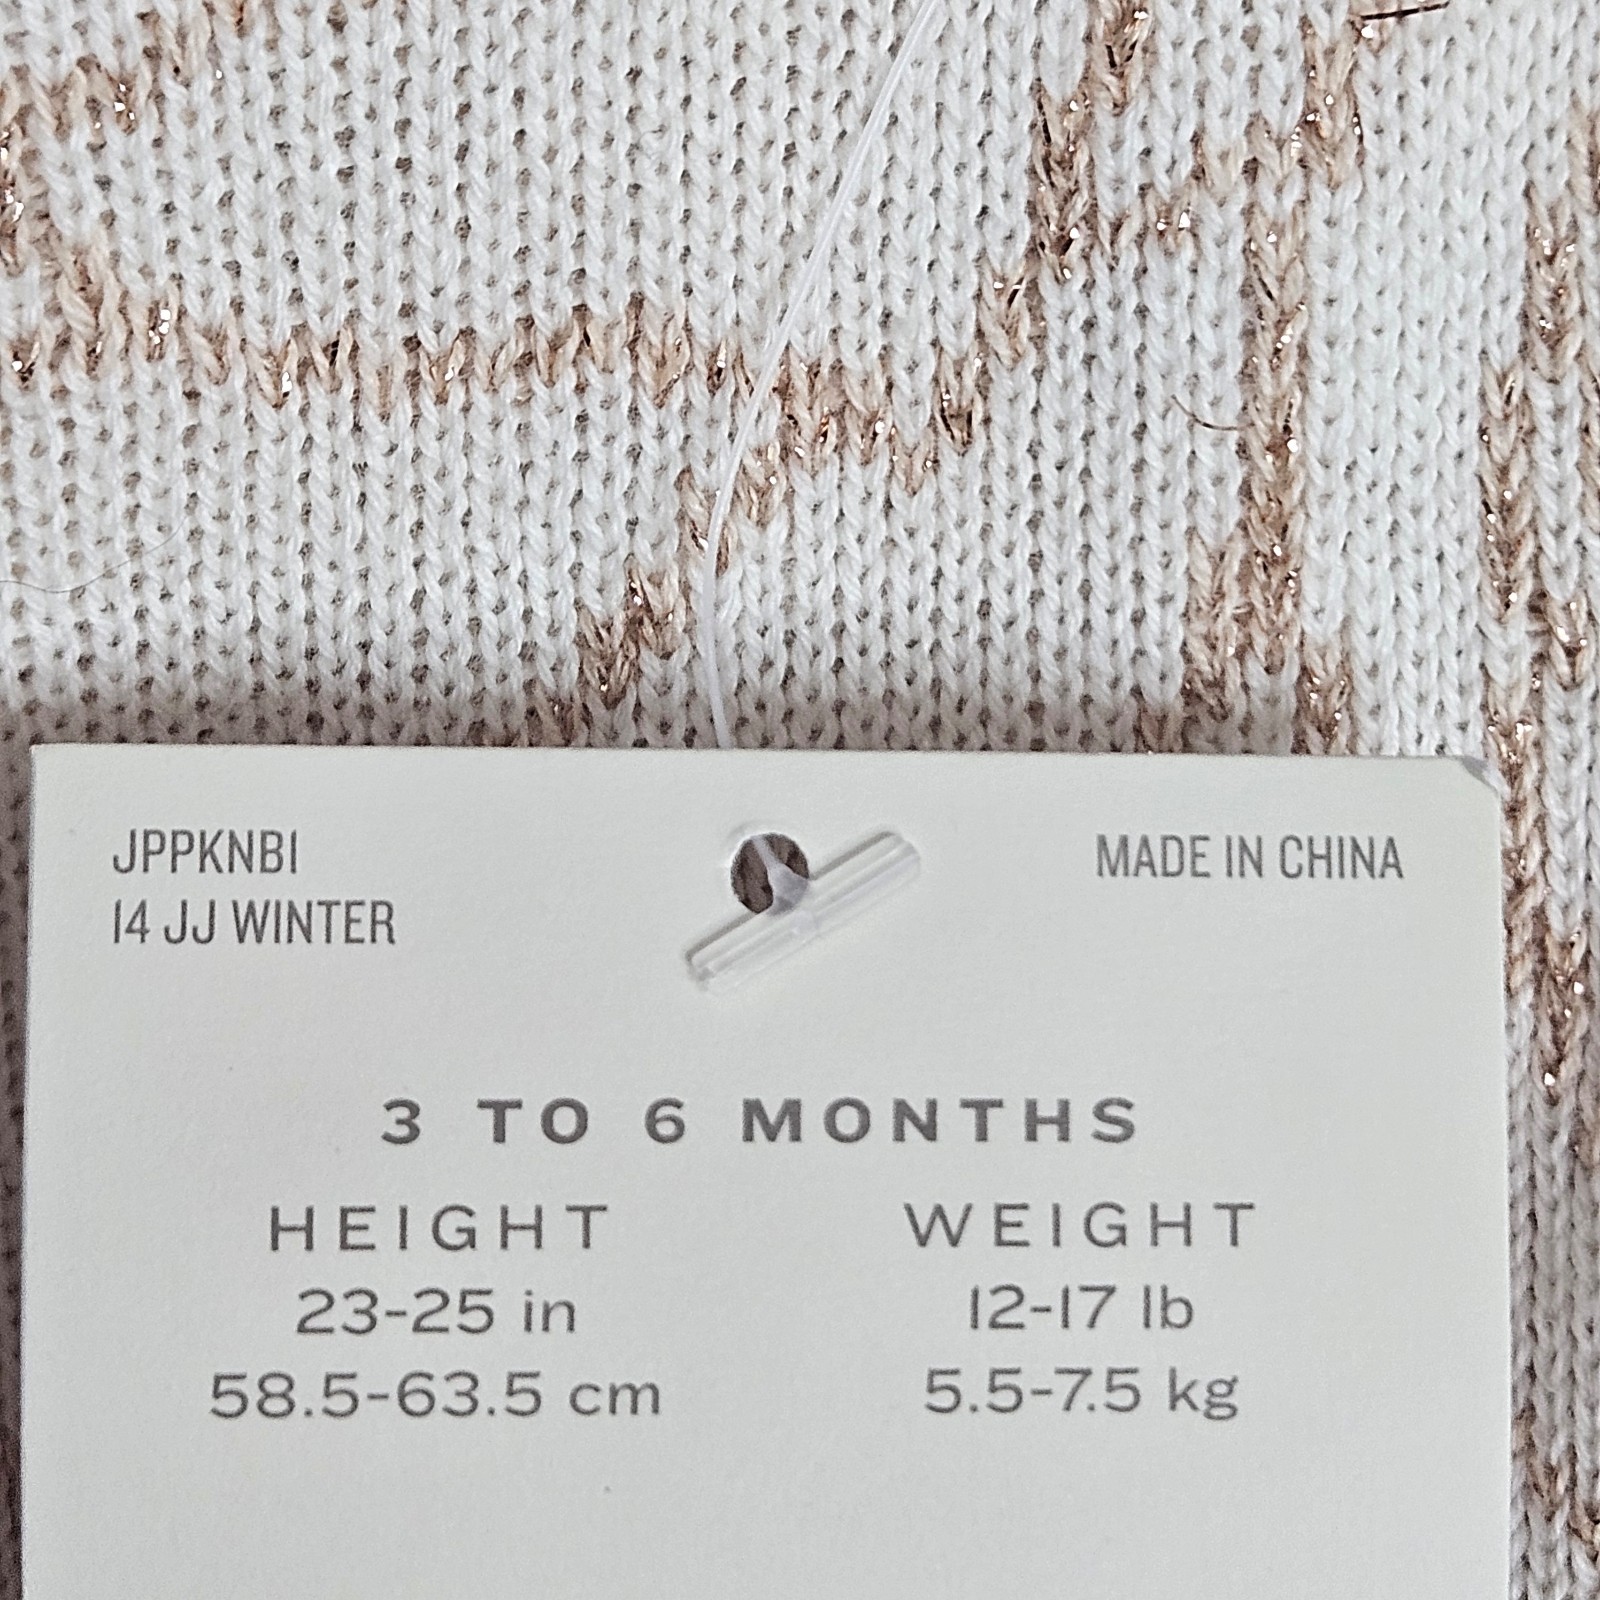 JPPKNB1
14 JJ WINTER
MADE IN CHINA
3 TO 6 MONTHS
HEIGHT
23-25 in
58.5-63.5 cm
WEIGHT
12-17 lb
5.5-7.5 kg